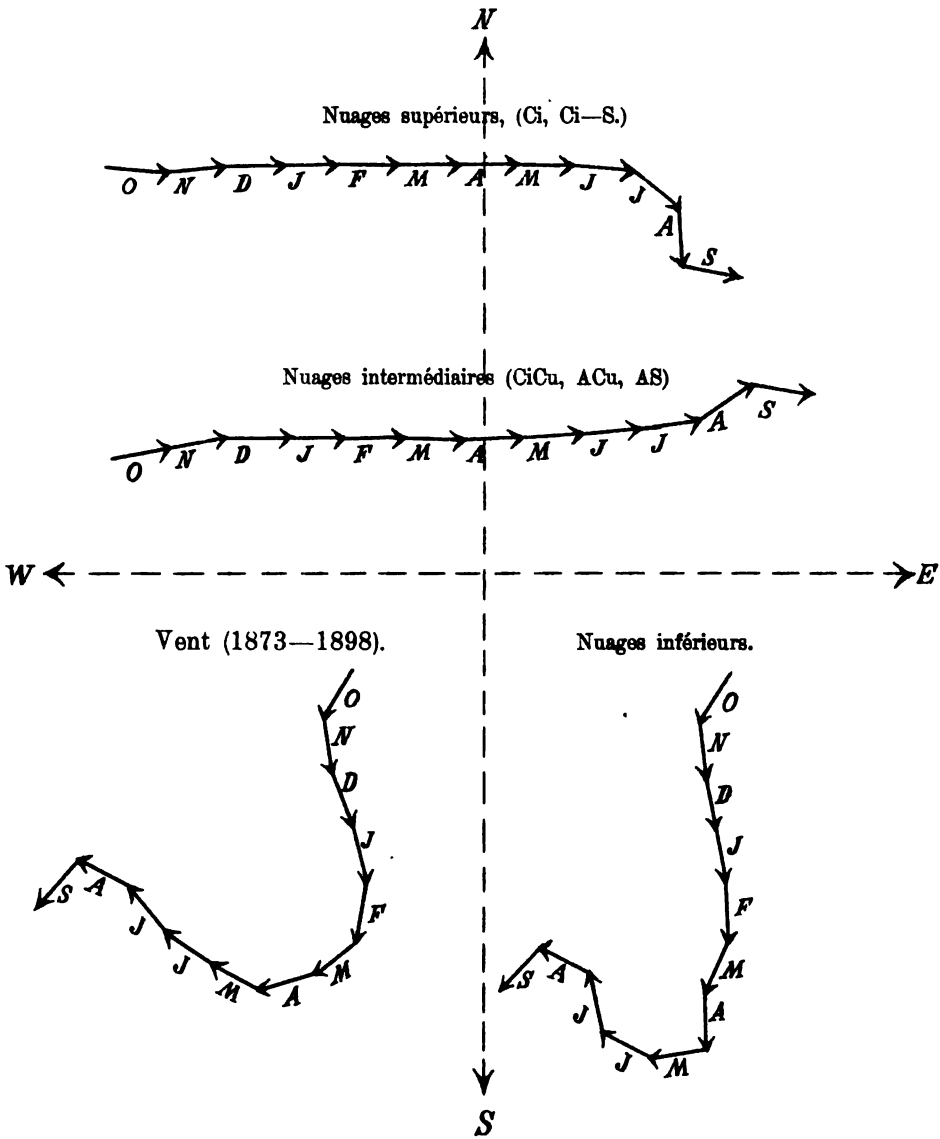 N
Nuages supérieurs, (Ci, Ci—S.)
O N D J F M A M J J A S
Nuages intermédiaires (CiCu, ACu, AS)
O N D J F M A M J J A S
W E
Vent (1873—1898).
O N D J F M A M J J A S
Nuages inférieurs.
O N D J F M A M J J A S
S